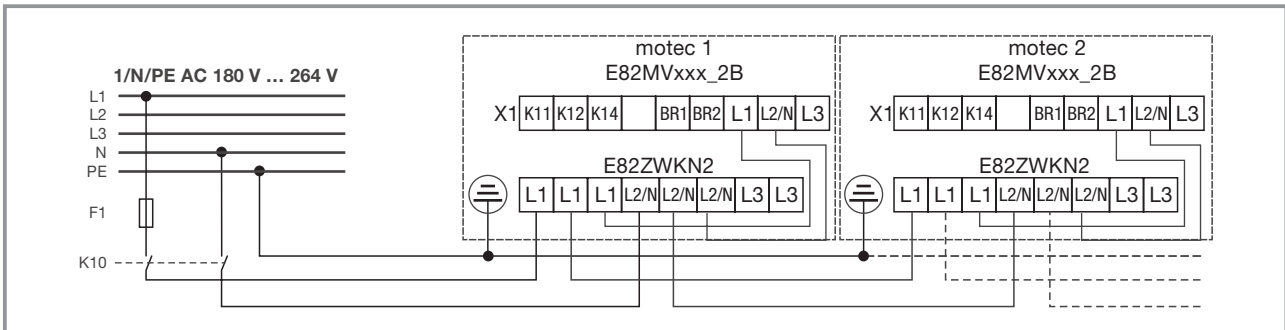 1/N/PE AC 180 V … 264 V
L1
L2
L3
N
PE
F1
K10
motec 1
E82MVxxx_2B
X1 K11 K12 K14 BR1 BR2 L1 L2/N L3
E82ZWKN2
L1 L1 L1 L2/N L2/N L2/N L3 L3
motec 2
E82MVxxx_2B
X1 K11 K12 K14 BR1 BR2 L1 L2/N L3
E82ZWKN2
L1 L1 L1 L2/N L2/N L2/N L3 L3